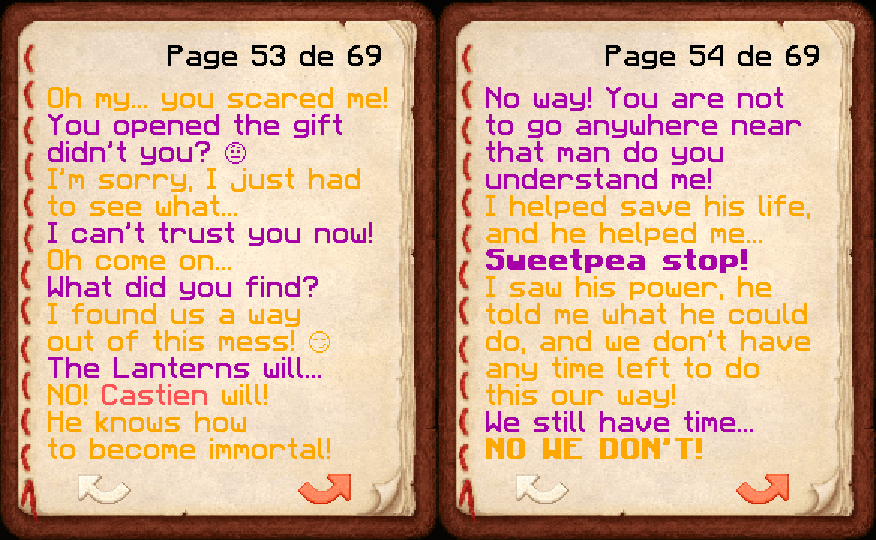 Page 53 de 69
Oh my... you scared me!
You opened the gift
didn't you? 😐
I'm sorry, I just had
to see what...
I can't trust you now!
Oh come on...
What did you find?
I found us a way
out of this mess! 😏
The Lanterns will...
NO! Castien will!
He knows how
to become immortal!
Page 54 de 69
No way! You are not
to go anywhere near
that man do you
understand me!
I helped save his life,
and he helped me...
Sweetpea stop!
I saw his power, he
told me what he could
do, and we don't have
any time left to do
this our way!
We still have time...
NO WE DON'T!